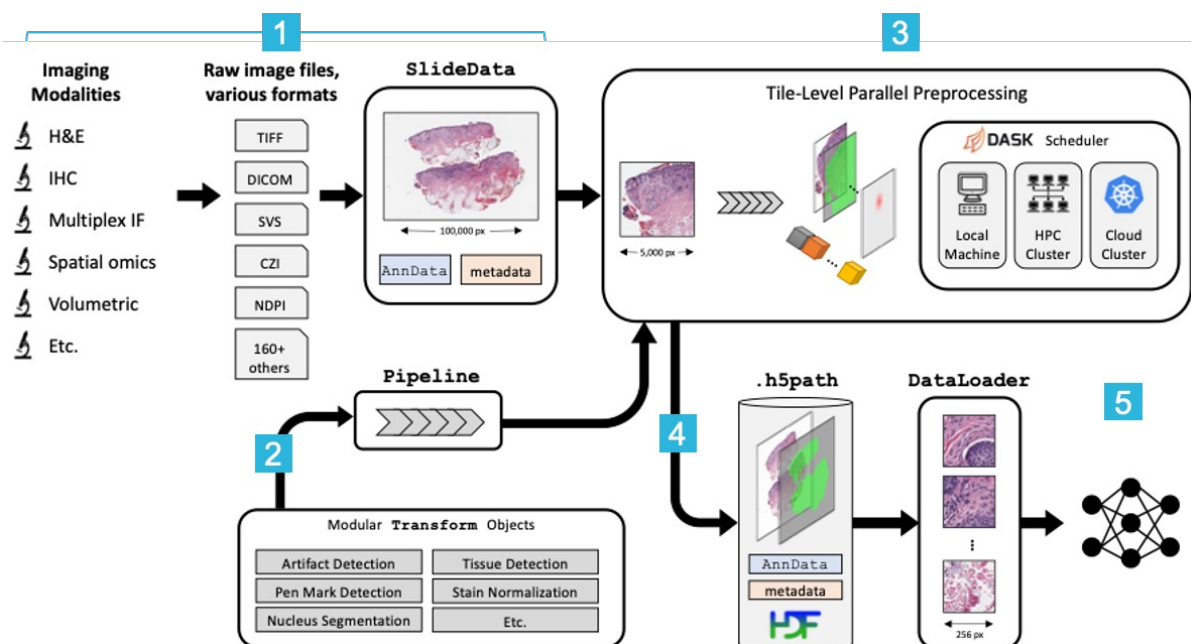 1
3
Imaging
Modalities
H&E
IHC
Multiplex IF
Spatial omics
Volumetric
Etc.
Raw image files,
various formats
TIFF
DICOM
SVS
CZI
NDPI
160+
others
SlideData
100,000 px
AnnData
metadata
Tile-Level Parallel Preprocessing
5,000 px
DASK Scheduler
Local
Machine
HPC
Cluster
Cloud
Cluster
Pipeline
2
Modular Transform Objects
Artifact Detection
Tissue Detection
Pen Mark Detection
Stain Normalization
Nucleus Segmentation
Etc.
4
.h5path
AnnData
metadata
HDF
DataLoader
256 px
5